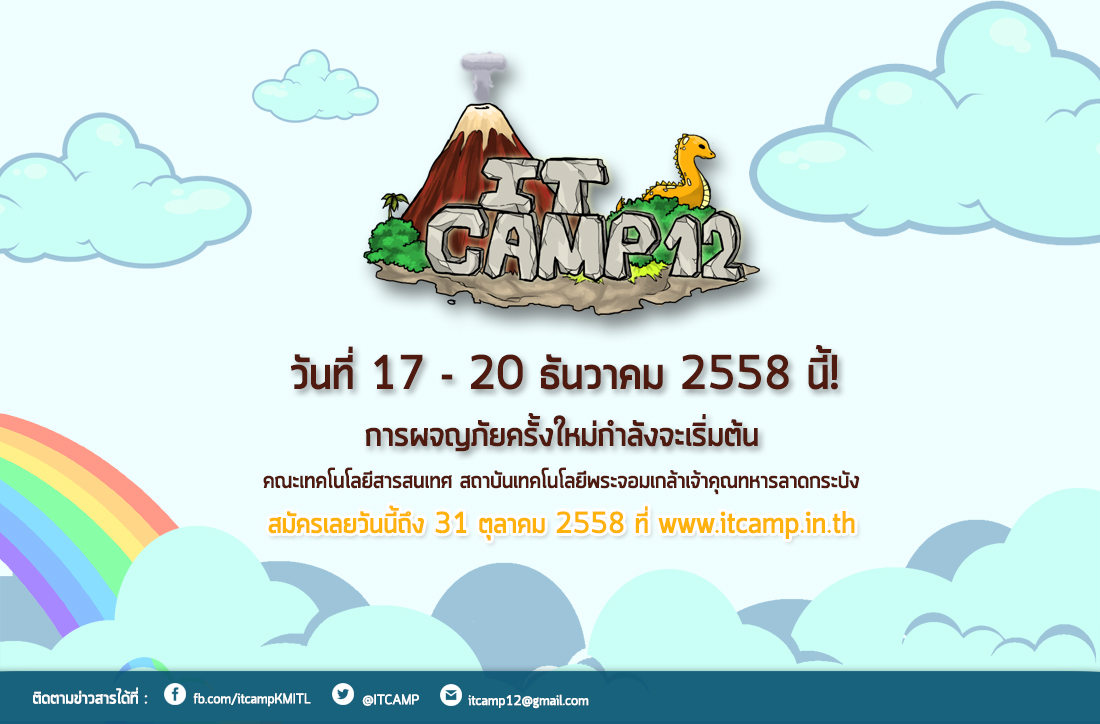 IT
CAMP 12
วันที่ 17 - 20 ธันวาคม 2558 นี้!
การผจญภัยครั้งใหม่กำลังจะเริ่มต้น
คณะเทคโนโลยีสารสนเทศ สถาบันเทคโนโลยีพระจอมเกล้าเจ้าคุณทหารลาดกระบัง
สมัครเลยวันนี้ถึง 31 ตุลาคม 2558 ที่ www.itcamp.in.th
ติดตามข่าวสารได้ที่ : fb.com/itcampKMITL @ITCAMP itcamp12@gmail.com